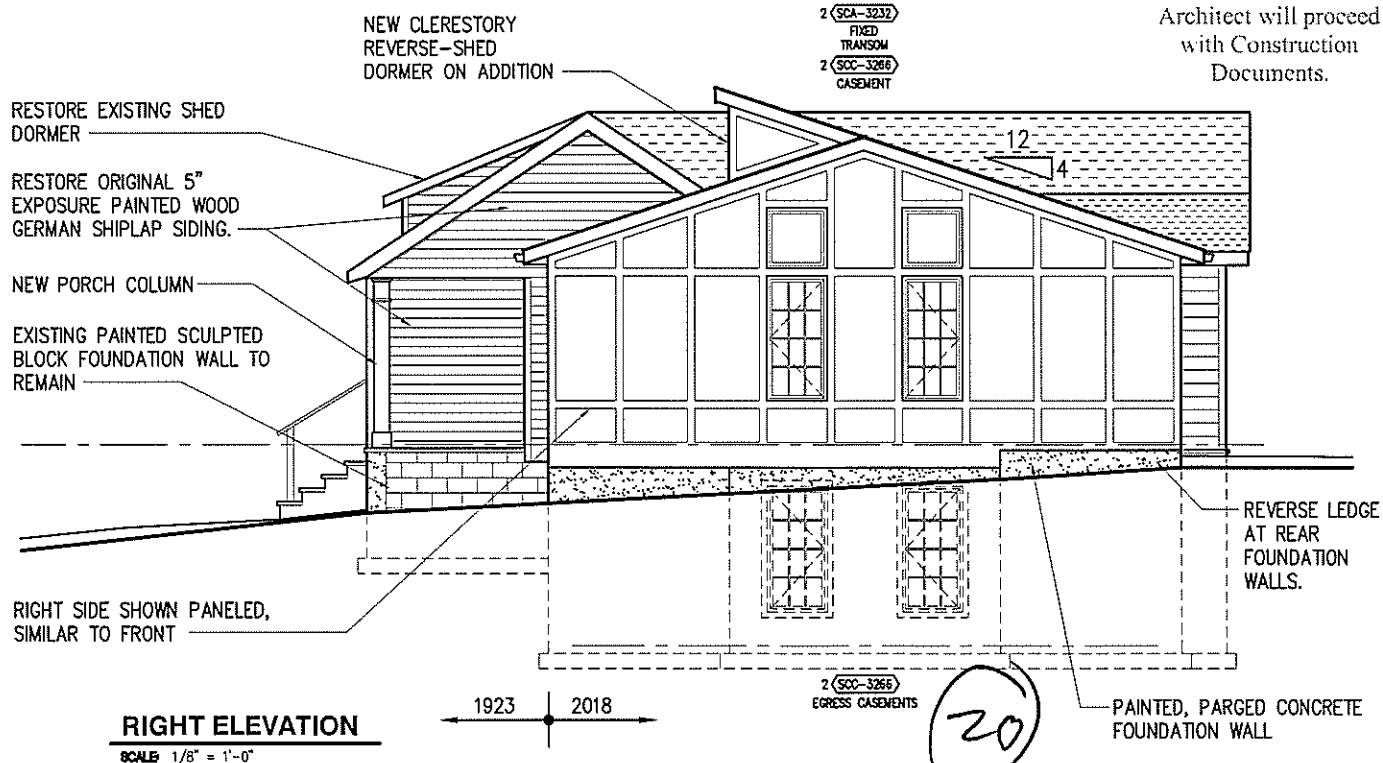 NEW CLERESTORY
REVERSE-SHED
DORMER ON ADDITION
2 SCA-3232
FIXED
TRANSOM
2 SCC-3266
CASEMENT
Architect will proceed
with Construction
Documents.
RESTORE EXISTING SHED
DORMER
RESTORE ORIGINAL 5"
EXPOSURE PAINTED WOOD
GERMAN SHIPLAP SIDING.
NEW PORCH COLUMN
EXISTING PAINTED SCULPTED
BLOCK FOUNDATION WALL TO
REMAIN
12
4
REVERSE LEDGE
AT REAR
FOUNDATION
WALLS.
RIGHT SIDE SHOWN PANELED,
SIMILAR TO FRONT
2 SCC-3266
EGRESS CASEMENTS
20
PAINTED, PARGED CONCRETE
FOUNDATION WALL
1923 2018
RIGHT ELEVATION
SCALE: 1/8" = 1'-0"